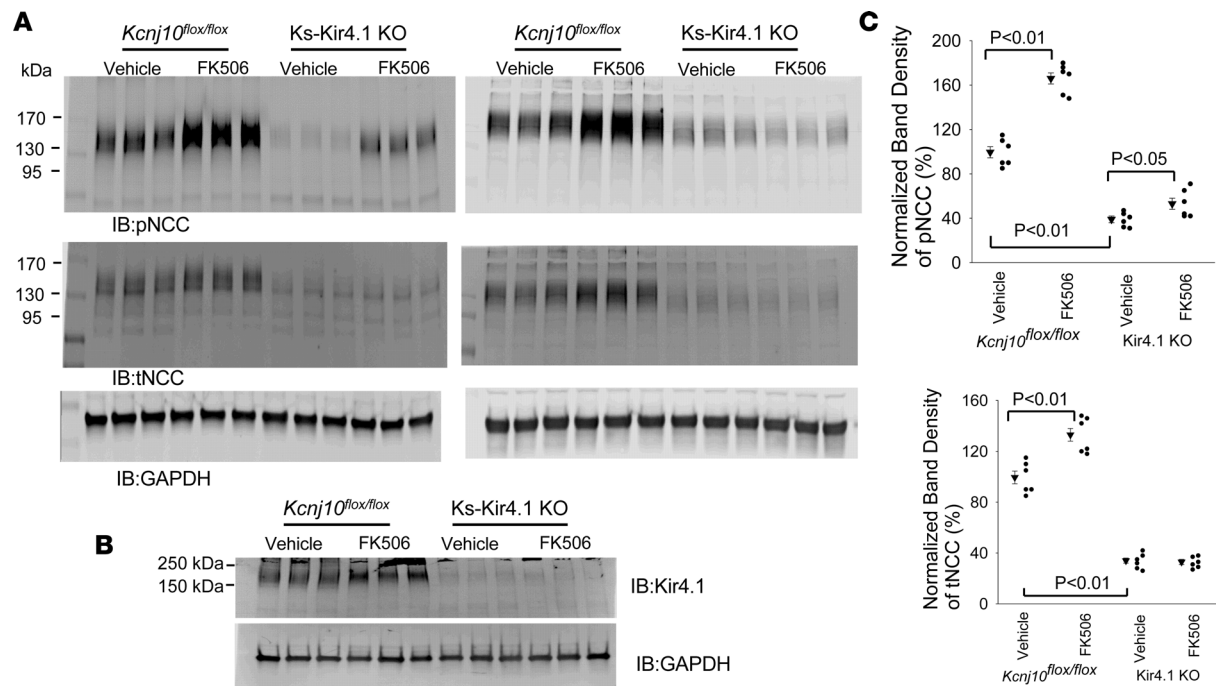 A
Kcnj10flox/flox
Ks-Kir4.1 KO
Kcnj10flox/flox
Ks-Kir4.1 KO
kDa
Vehicle
FK506
Vehicle
FK506
Vehicle
FK506
Vehicle
FK506
170
130
95
IB:pNCC
170
130
95
IB:tNCC
IB:GAPDH
B
Kcnj10flox/flox
Ks-Kir4.1 KO
Vehicle
FK506
Vehicle
FK506
250 kDa
150 kDa
IB:Kir4.1
IB:GAPDH
C
Normalized Band Density
of pNCC (%)
200
160
120
80
40
0
P<0.01
P<0.05
P<0.01
Vehicle
FK506
Vehicle
FK506
Kcnj10flox/flox
Kir4.1 KO
Normalized Band Density
of tNCC (%)
160
120
80
40
0
P<0.01
P<0.01
Vehicle
FK506
Vehicle
FK506
Kcnj10flox/flox
Kir4.1 KO